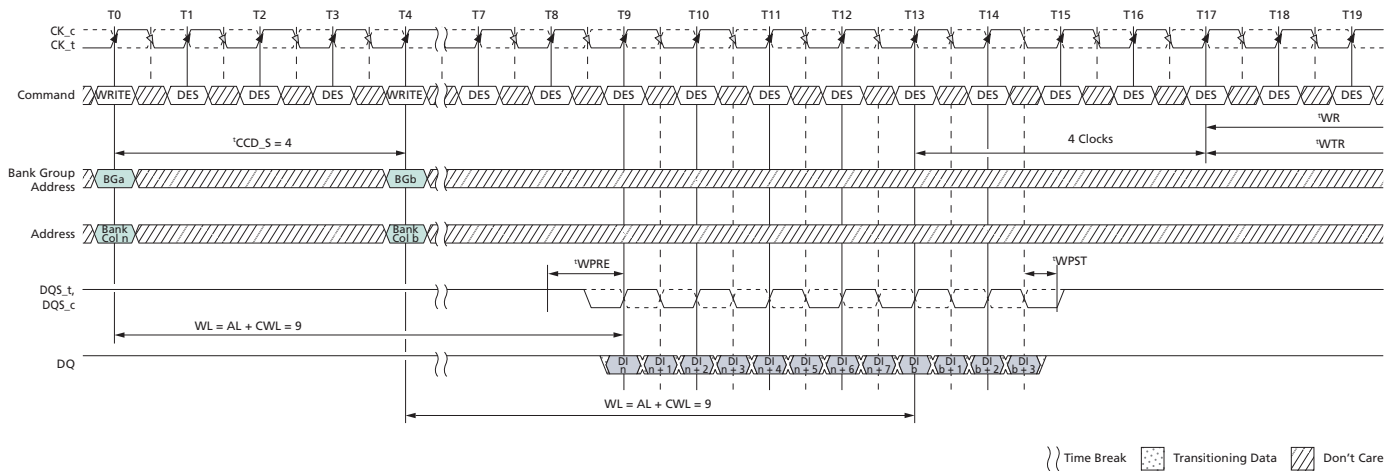 T0 T1 T2 T3 T4 T7 T8 T9 T10 T11 T12 T13 T14 T15 T16 T17 T18 T19
CK_c
CK_t
Command WRITE DES DES DES WRITE DES DES DES DES DES DES DES DES DES DES DES DES DES
tWR
tCCD_S = 4 4 Clocks tWTR
Bank Group
Address BGa BGb
Address Bank
Col n Bank
Col b
tWPRE tWPST
DQS_t,
DQS_c
WL = AL + CWL = 9
DQ DI
n DI
n + 1 DI
n + 2 DI
n + 3 DI
n + 4 DI
n + 5 DI
n + 6 DI
n + 7 DI
b DI
b + 1 DI
b + 2 DI
b + 3
WL = AL + CWL = 9
Time Break Transitioning Data Don't Care